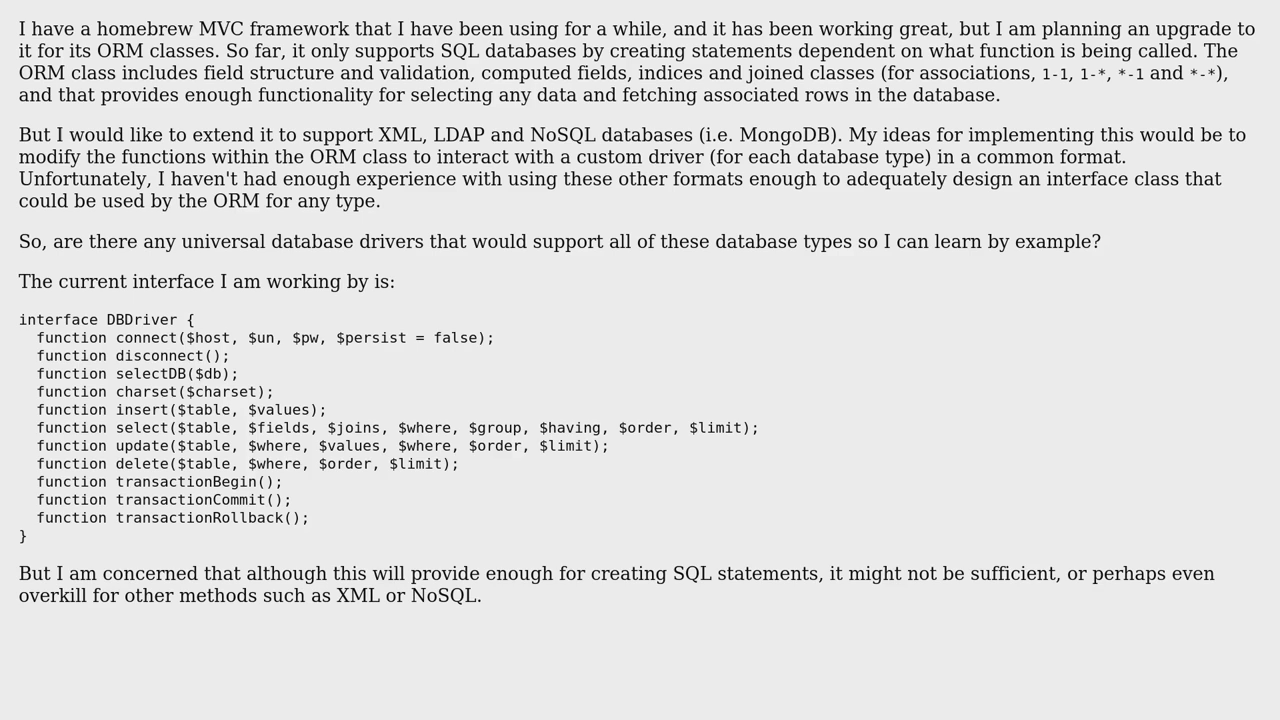 I have a homebrew MVC framework that I have been using for a while, and it has been working great, but I am planning an upgrade to
it for its ORM classes. So far, it only supports SQL databases by creating statements dependent on what function is being called. The
ORM class includes field structure and validation, computed fields, indices and joined classes (for associations, 1-1, 1-*, *-1 and *-*),
and that provides enough functionality for selecting any data and fetching associated rows in the database.
But I would like to extend it to support XML, LDAP and NoSQL databases (i.e. MongoDB). My ideas for implementing this would be to
modify the functions within the ORM class to interact with a custom driver (for each database type) in a common format.
Unfortunately, I haven't had enough experience with using these other formats enough to adequately design an interface class that
could be used by the ORM for any type.
So, are there any universal database drivers that would support all of these database types so I can learn by example?
The current interface I am working by is:
interface DBDriver {
  function connect($host, $un, $pw, $persist = false);
  function disconnect();
  function selectDB($db);
  function charset($charset);
  function insert($table, $values);
  function select($table, $fields, $joins, $where, $group, $having, $order, $limit);
  function update($table, $where, $values, $where, $order, $limit);
  function delete($table, $where, $order, $limit);
  function transactionBegin();
  function transactionCommit();
  function transactionRollback();
}
But I am concerned that although this will provide enough for creating SQL statements, it might not be sufficient, or perhaps even
overkill for other methods such as XML or NoSQL.